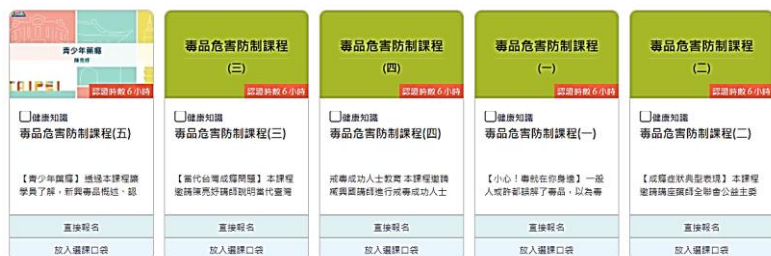 青少年藥癮
TAIPEI
認證時數6小時
健康知識
毒品危害防制課程(五)
【青少年藥癮】透過本課程讓
學員了解，新興毒品概述、認
直接報名
放入選課口袋
毒品危害防制課程
(三)
認證時數6小時
健康知識
毒品危害防制課程(三)
【當代台灣成癮問題】本課程
邀請陳亮妤講師說明當代臺灣
直接報名
放入選課口袋
毒品危害防制課程
(四)
認證時數6小時
健康知識
毒品危害防制課程(四)
戒毒成功人士教育 本課程邀請
興國講師進行戒毒成功人士
直接報名
放入選課口袋
毒品危害防制課程
(一)
認證時數6小時
健康知識
毒品危害防制課程(一)
【小心！毒就在你身邊】一般
人或許都誤解了毒品，以為毒
直接報名
放入選課口袋
毒品危害防制課程
(二)
認證時數6小時
健康知識
毒品危害防制課程(二)
【成癮症狀典型表現】本課程
邀請講座講師全聯會公益主委
直接報名
放入選課口袋